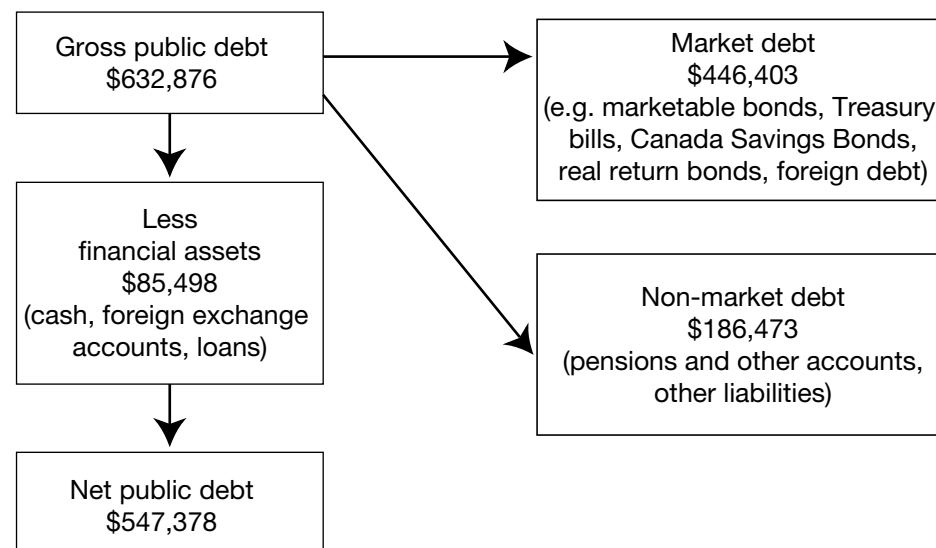 Gross public debt
$632,876
Market debt
$446,403
(e.g. marketable bonds, Treasury
bills, Canada Savings Bonds,
real return bonds, foreign debt)
Less
financial assets
$85,498
(cash, foreign exchange
accounts, loans)
Non-market debt
$186,473
(pensions and other accounts,
other liabilities)
Net public debt
$547,378